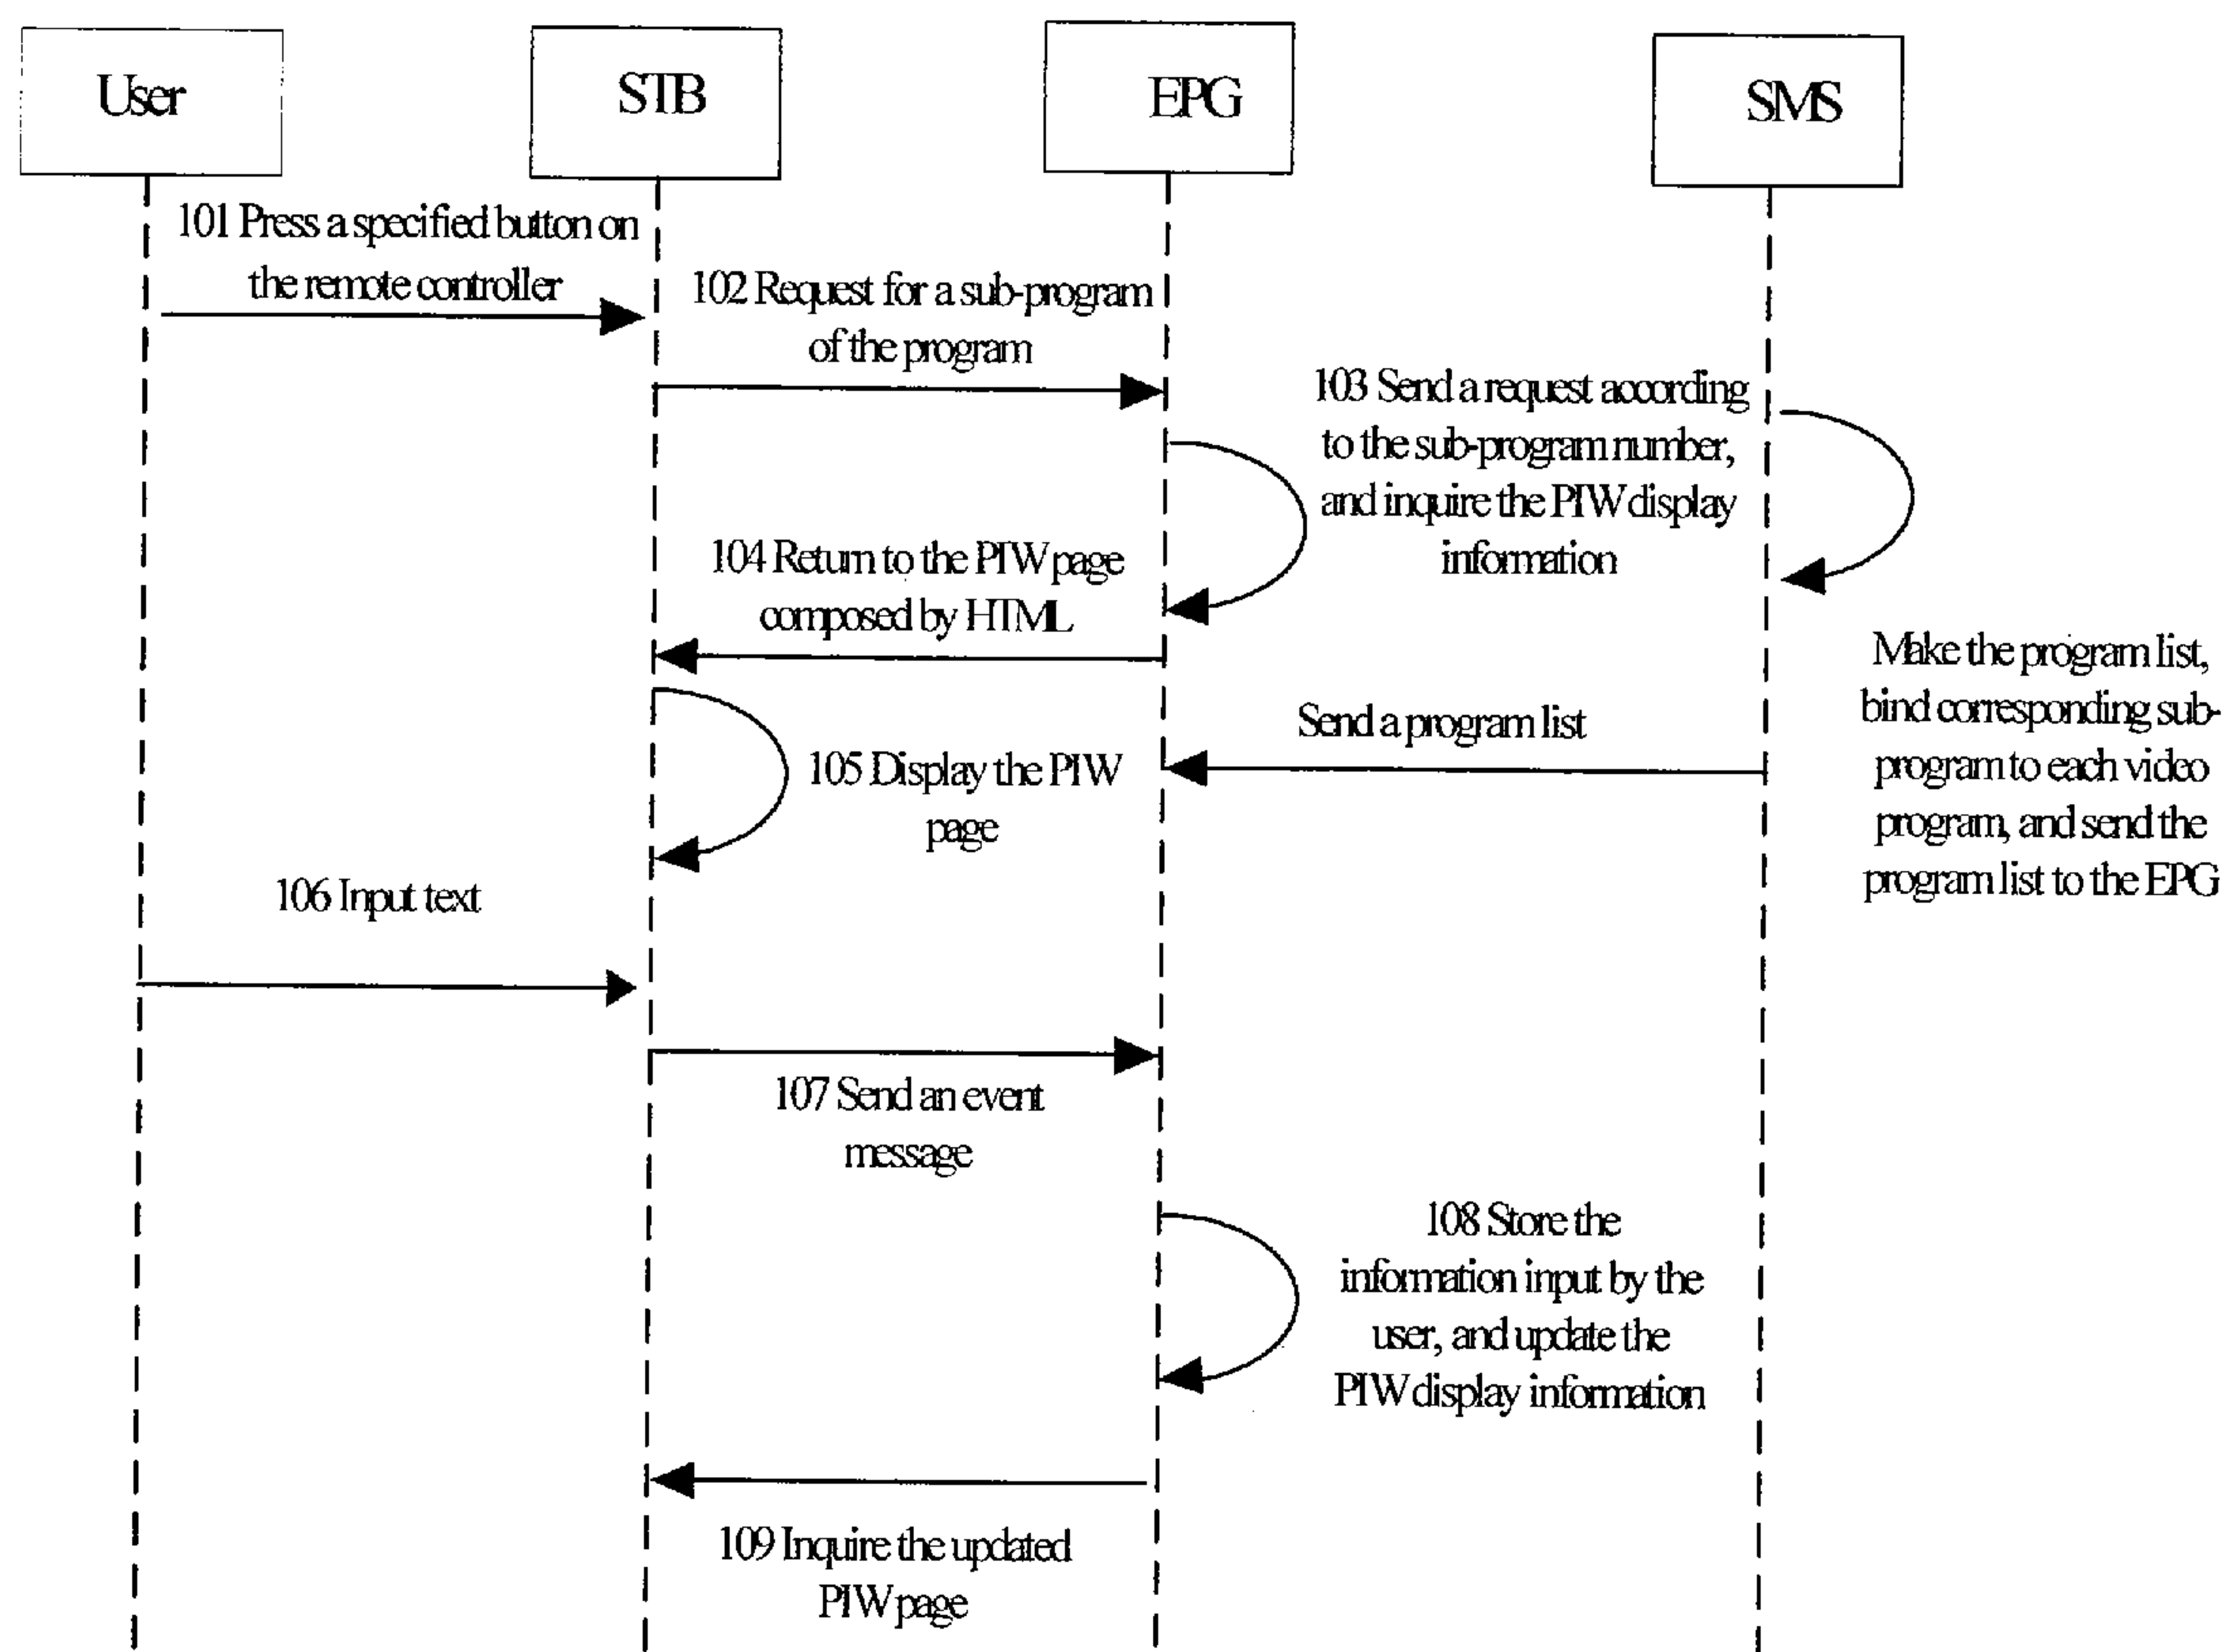 User
STB
EPG
SMS
101 Press a specified button on
the remote controller
102 Request for a sub-program
of the program
103 Send a request according
to the sub-program number,
and inquire the PIW display
information
104 Return to the PIW page
composed by HTML
Make the program list,
bind corresponding sub-
program to each video
program, and send the
program list to the EPG
Send a program list
105 Display the PIW
page
106 Input text
107 Send an event
message
108 Store the
information input by the
user, and update the
PIW display information
109 Inquire the updated
PIW page